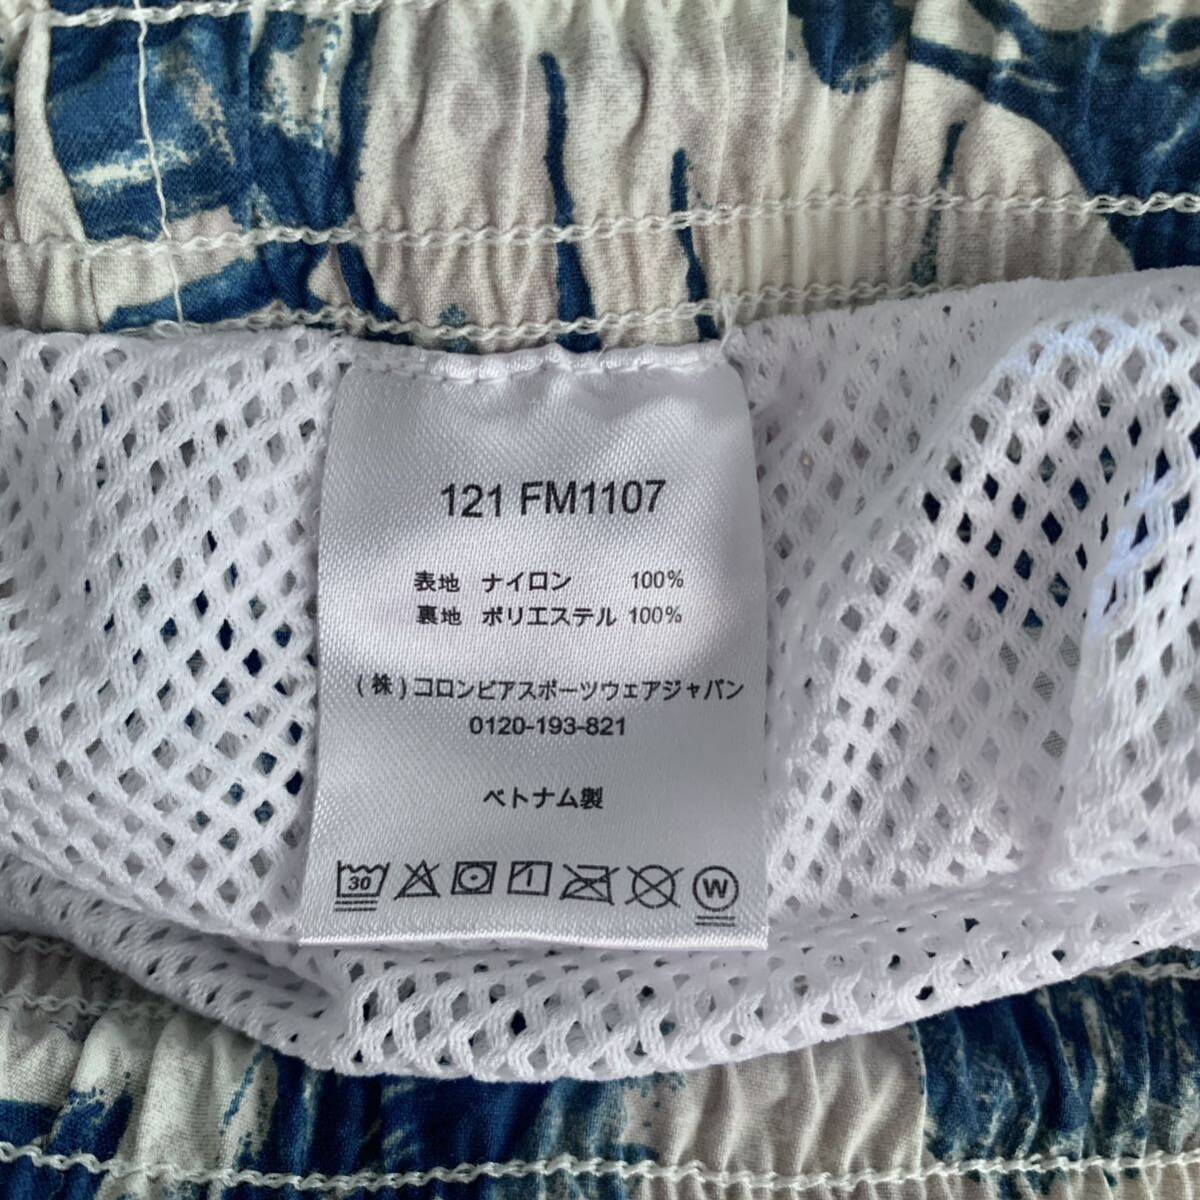 121 FM1107
表地 ナイロン 100%
裏地 ポリエステル 100%
(株)コロンビアスポーツウェアジャパン
0120-193-821
ベトナム製
30 W